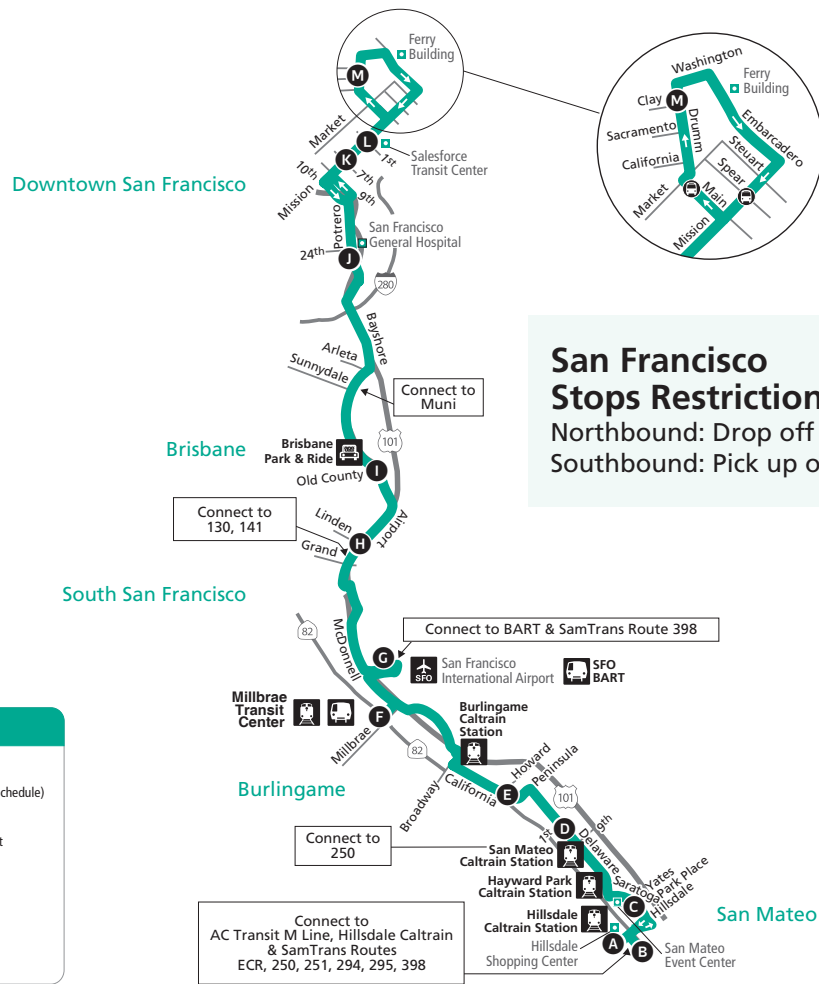 Ferry
Building
M
Market
L
1st
K
Salesforce
Transit Center
10th
7th
9th
Mission
Downtown San Francisco
Potrero
San Francisco
General Hospital
24th
J
280
Washington
Ferry
Building
Clay
M
Embarcadero
Sacramento
Drumm
California
Steuart
Spear
Market
Main
Mission
Bayshore
Arleta
Sunnydale
Connect to
Muni
San Francisco
Stops Restriction
Northbound: Drop off
Southbound: Pick up o
101
Brisbane
Brisbane
Park & Ride
I
Old County
Airport
Connect to
130, 141
Linden
H
Grand
South San Francisco
82
McDonnell
Connect to BART & SamTrans Route 398
G
SFO
San Francisco
International Airport
SFO
BART
Millbrae
Transit
Center
F
Millbrae
82
Burlingame
Caltrain
Station
Burlingame
Broadway
California
E
Howard
Peninsula
101
chedule)
t
Connect to
250
D
1st
9th
Delaware
San Mateo
Caltrain Station
Hayward Park
Caltrain Station
Saratoga
Yates
Park Place
Hillsdale
C
San Mateo
Hillsdale
Caltrain Station
A
B
Hillsdale
Shopping Center
San Mateo
Event Center
Connect to
AC Transit M Line, Hillsdale Caltrain
& SamTrans Routes
ECR, 250, 251, 294, 295, 398